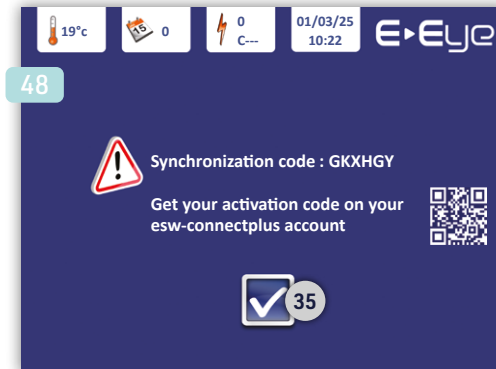 19°c
15
0
0
C---
01/03/25
10:22
E‣Eye
48
!
Synchronization code : GKXHGY
Get your activation code on your
esw-connectplus account
35